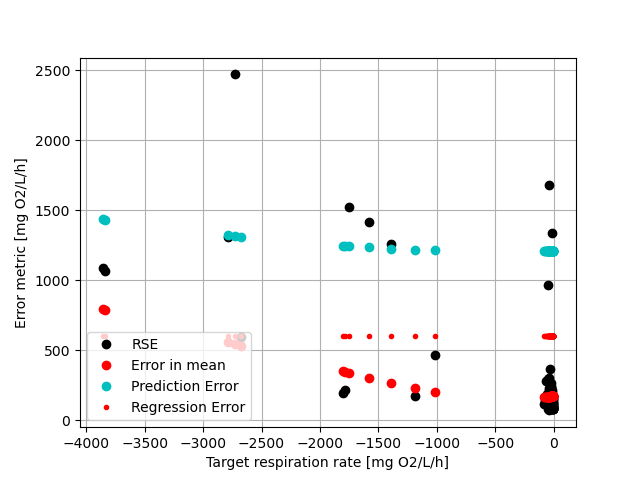 2500
2000
1500
1000
500
0
Error metric [mg O2/L/h]
RSE
Error in mean
Prediction Error
Regression Error
−4000 −3500 −3000 −2500 −2000 −1500 −1000 −500 0
Target respiration rate [mg O2/L/h]